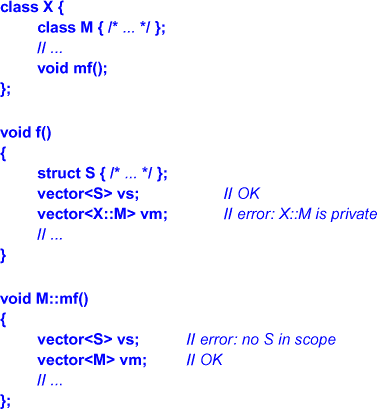 class X {
class M { /* ... */ };
// ...
void mf();
};
void f()
{
struct S { /* ... */ };
vector<S> vs; // OK
vector<X::M> vm; // error: X::M is private
// ...
}
void M::mf()
{
vector<S> vs; // error: no S in scope
vector<M> vm; // OK
// ...
};